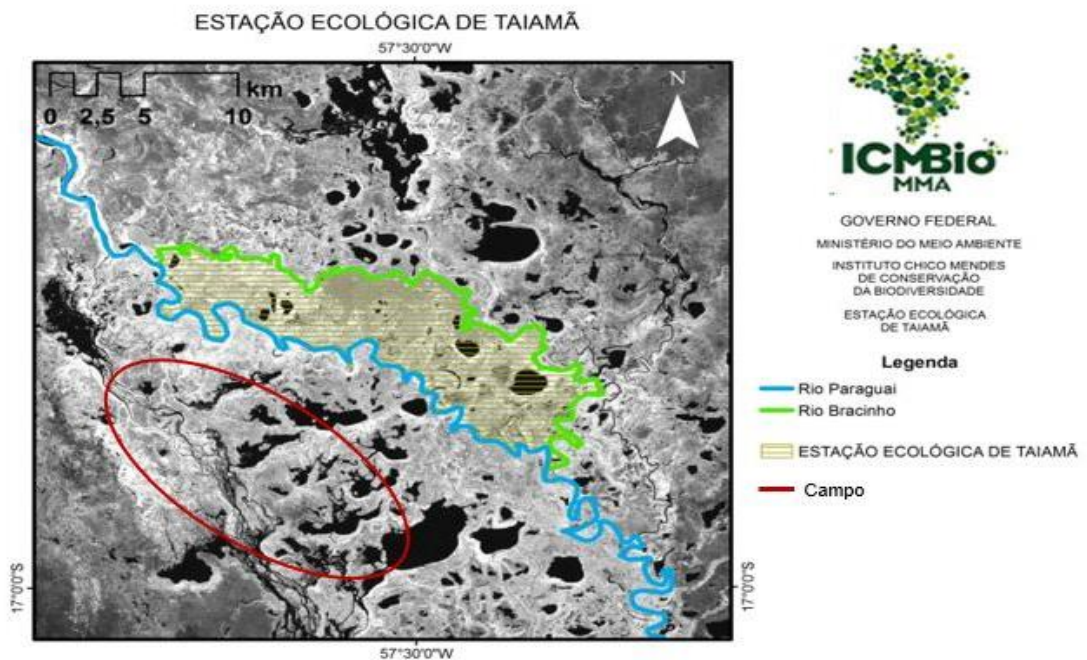 ESTAÇÃO ECOLÓGICA DE TAIAMÃ
57°30'0"W
km
0 2,5 5 10
N
17°0'0"S
17°0'0"S
57°30'0"W
ICMBio
MMA
GOVERNO FEDERAL
MINISTÉRIO DO MEIO AMBIENTE
INSTITUTO CHICO MENDES
DE CONSERVAÇÃO
DA BIODIVERSIDADE
ESTAÇÃO ECOLÓGICA
DE TAIAMÃ
Legenda
Rio Paraguai
Rio Bracinho
ESTAÇÃO ECOLÓGICA DE TAIAMÃ
Campo